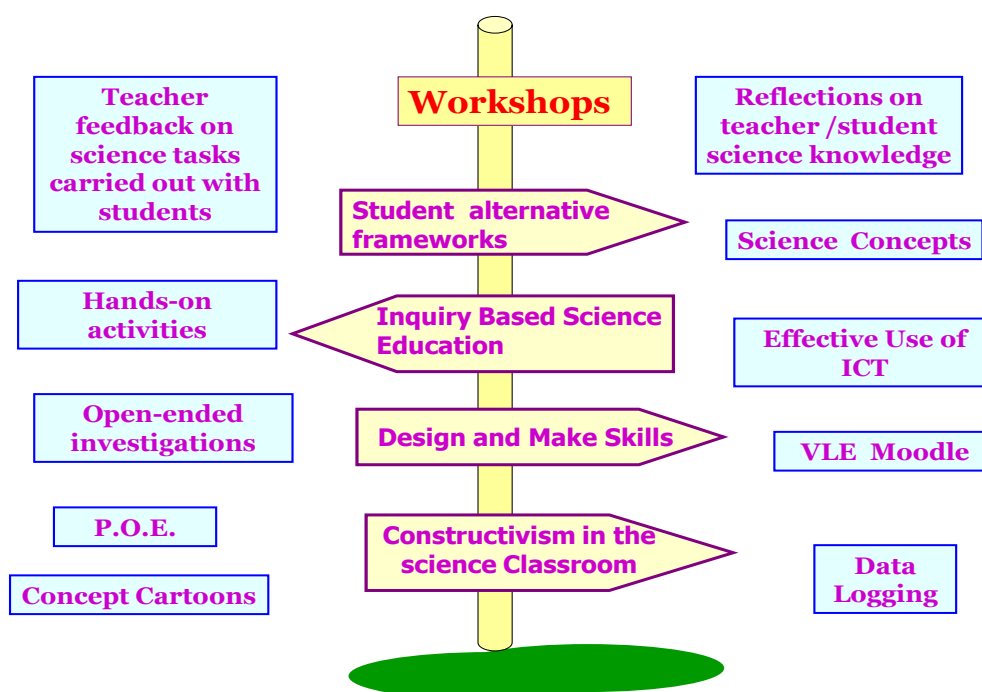 Workshops
Teacher
feedback on
science tasks
carried out with
students
Hands-on
activities
Open-ended
investigations
P.O.E.
Concept Cartoons
Student alternative
frameworks
Inquiry Based Science
Education
Design and Make Skills
Constructivism in the
science Classroom
Reflections on
teacher /student
science knowledge
Science Concepts
Effective Use of
ICT
VLE Moodle
Data
Logging